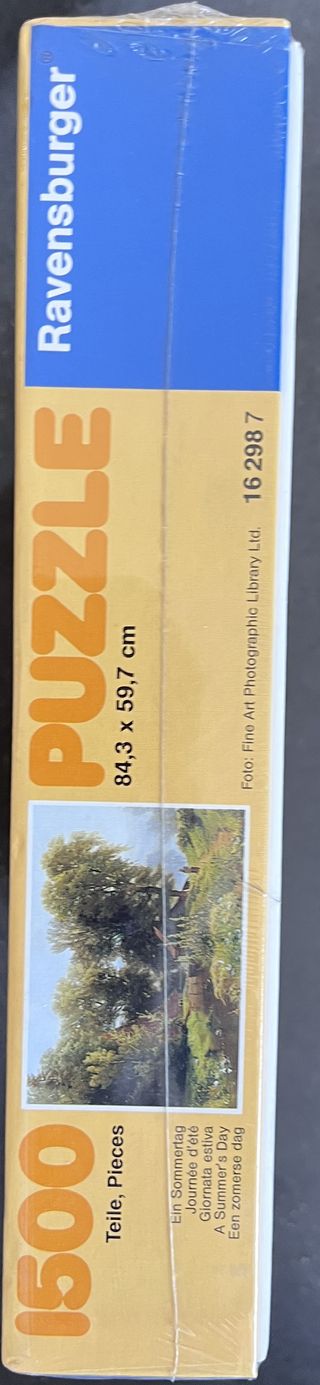 1500
Teile, Pieces
Ein Sommertag
Journée d'été
Giornata estiva
A Summer's Day
Een zomerse dag
PUZZLE
84,3 x 59,7 cm
Foto: Fine Art Photographic Library Ltd.
16 298 7
Ravensburger®